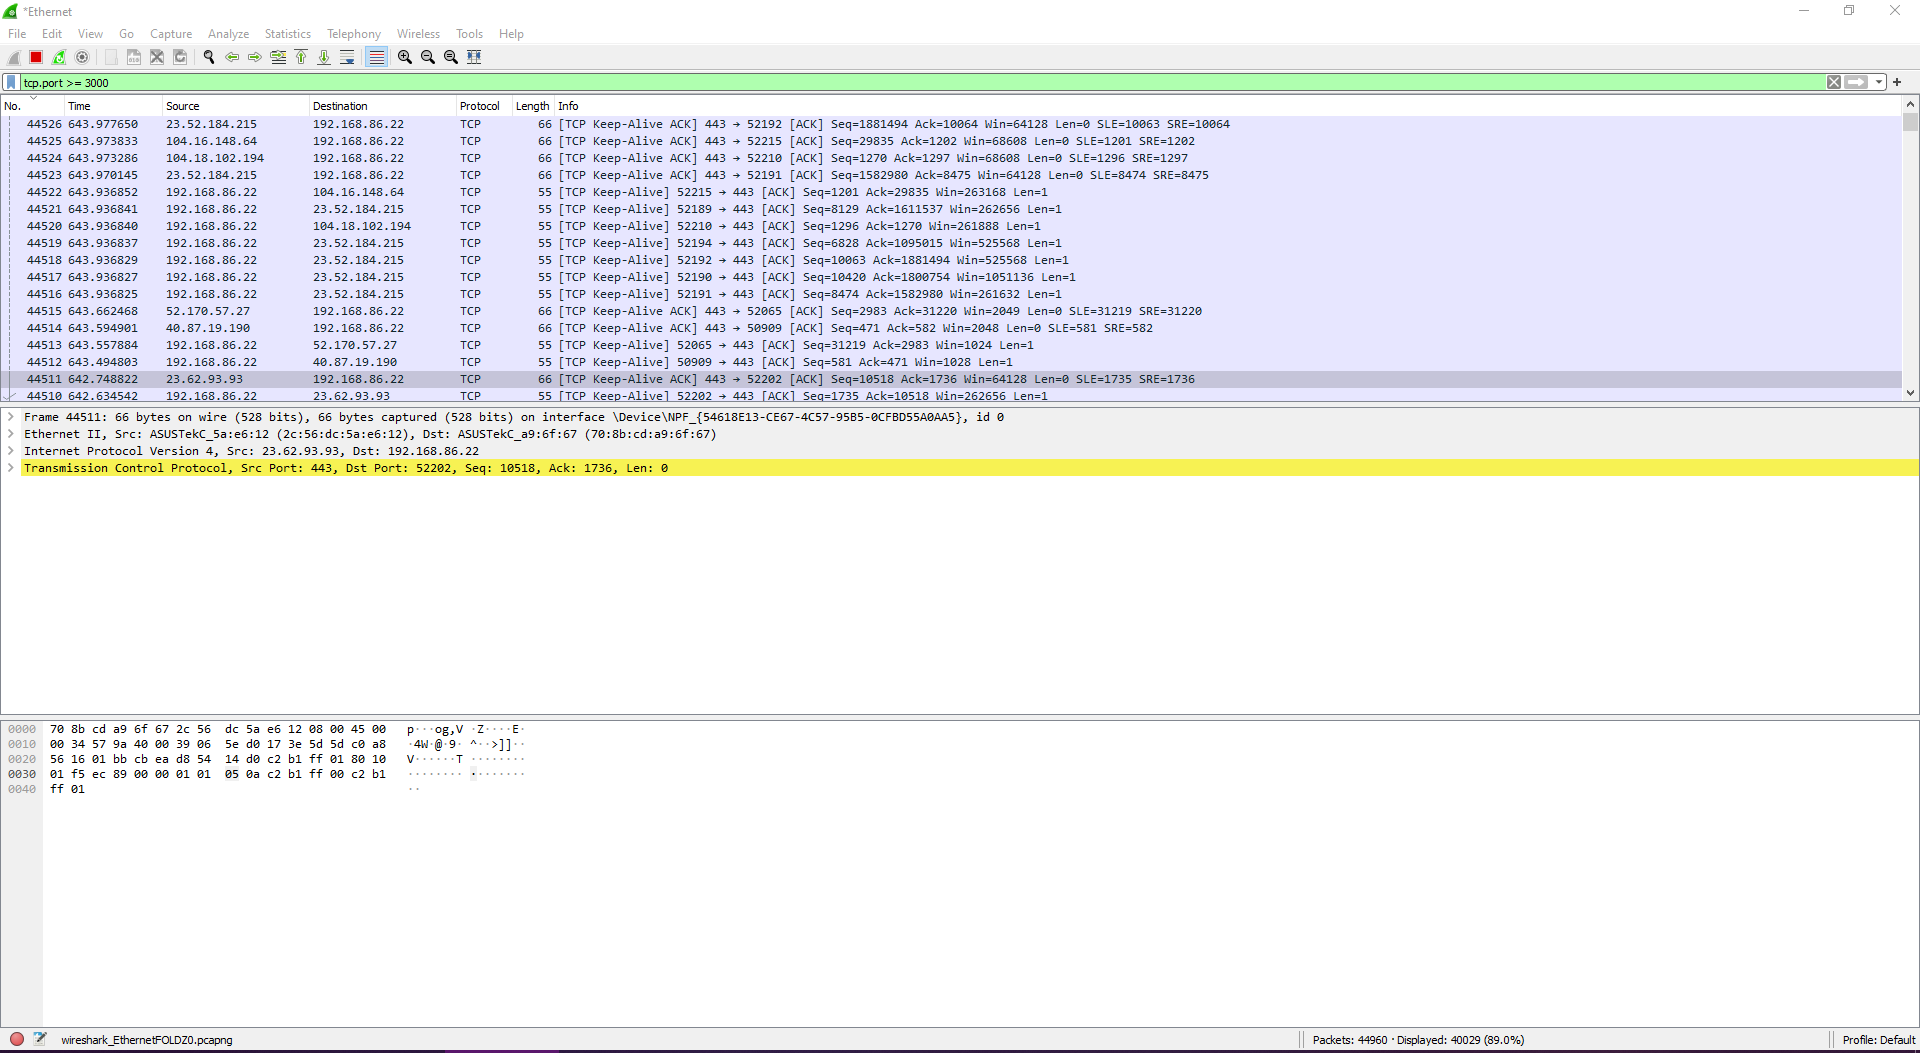 *Ethernet
File Edit View Go Capture Analyze Statistics Telephony Wireless Tools Help
tcp.port >= 3000
No. Time Source Destination Protocol Length Info
44526 643.977650 23.52.184.215 192.168.86.22 TCP 66 [TCP Keep-Alive ACK] 443 → 52192 [ACK] Seq=1881494 Ack=10064 Win=64128 Len=0 SLE=10063 SRE=10064
44525 643.973833 104.16.148.64 192.168.86.22 TCP 66 [TCP Keep-Alive ACK] 443 → 52215 [ACK] Seq=29835 Ack=1202 Win=68608 Len=0 SLE=1201 SRE=1202
44524 643.973286 104.18.102.194 192.168.86.22 TCP 66 [TCP Keep-Alive ACK] 443 → 52210 [ACK] Seq=1270 Ack=1297 Win=68608 Len=0 SLE=1296 SRE=1297
44523 643.970145 23.52.184.215 192.168.86.22 TCP 66 [TCP Keep-Alive ACK] 443 → 52191 [ACK] Seq=1582980 Ack=8475 Win=64128 Len=0 SLE=8474 SRE=8475
44522 643.936852 192.168.86.22 104.16.148.64 TCP 55 [TCP Keep-Alive] 52215 → 443 [ACK] Seq=1201 Ack=29835 Win=263168 Len=1
44521 643.936841 192.168.86.22 23.52.184.215 TCP 55 [TCP Keep-Alive] 52189 → 443 [ACK] Seq=8129 Ack=1611537 Win=262656 Len=1
44520 643.936840 192.168.86.22 104.18.102.194 TCP 55 [TCP Keep-Alive] 52210 → 443 [ACK] Seq=1296 Ack=1270 Win=261888 Len=1
44519 643.936837 192.168.86.22 23.52.184.215 TCP 55 [TCP Keep-Alive] 52194 → 443 [ACK] Seq=6828 Ack=1095015 Win=525568 Len=1
44518 643.936829 192.168.86.22 23.52.184.215 TCP 55 [TCP Keep-Alive] 52192 → 443 [ACK] Seq=10063 Ack=1881494 Win=525568 Len=1
44517 643.936827 192.168.86.22 23.52.184.215 TCP 55 [TCP Keep-Alive] 52190 → 443 [ACK] Seq=10420 Ack=1800754 Win=1051136 Len=1
44516 643.936825 192.168.86.22 23.52.184.215 TCP 55 [TCP Keep-Alive] 52191 → 443 [ACK] Seq=8474 Ack=1582980 Win=261632 Len=1
44515 643.662468 52.170.57.27 192.168.86.22 TCP 66 [TCP Keep-Alive ACK] 443 → 52065 [ACK] Seq=2983 Ack=31220 Win=2049 Len=0 SLE=31219 SRE=31220
44514 643.594901 40.87.19.190 192.168.86.22 TCP 66 [TCP Keep-Alive ACK] 443 → 50909 [ACK] Seq=471 Ack=582 Win=2048 Len=0 SLE=581 SRE=582
44513 643.557884 192.168.86.22 52.170.57.27 TCP 55 [TCP Keep-Alive] 52065 → 443 [ACK] Seq=31219 Ack=2983 Win=1024 Len=1
44512 643.494803 192.168.86.22 40.87.19.190 TCP 55 [TCP Keep-Alive] 50909 → 443 [ACK] Seq=581 Ack=471 Win=1028 Len=1
44511 642.748822 23.62.93.93 192.168.86.22 TCP 66 [TCP Keep-Alive ACK] 443 → 52202 [ACK] Seq=10518 Ack=1736 Win=64128 Len=0 SLE=1735 SRE=1736
44510 642.634542 192.168.86.22 23.62.93.93 TCP 55 [TCP Keep-Alive] 52202 → 443 [ACK] Seq=1735 Ack=10518 Win=262656 Len=1
Frame 44511: 66 bytes on wire (528 bits), 66 bytes captured (528 bits) on interface \Device\NPF_{54618E13-CE67-4C57-95B5-0CFBD55A0AA5}, id 0
Ethernet II, Src: ASUSTekC_5a:e6:12 (2c:56:dc:5a:e6:12), Dst: ASUSTekC_a9:6f:67 (70:8b:cd:a9:6f:67)
Internet Protocol Version 4, Src: 23.62.93.93, Dst: 192.168.86.22
Transmission Control Protocol, Src Port: 443, Dst Port: 52202, Seq: 10518, Ack: 1736, Len: 0
0000 70 8b cd a9 6f 67 2c 56 dc 5a e6 12 08 00 45 00 p···og,V ·Z····E·
0010 00 34 57 9a 40 00 39 06 5e d0 17 3e 5d 5d c0 a8 ·4W·@·9· ^··>]]··
0020 56 16 01 bb cb ea d8 54 14 d0 c2 b1 ff 01 80 10 V······T ········
0030 01 f5 ec 89 00 00 01 01 05 0a c2 b1 ff 00 c2 b1 ········ ········
0040 ff 01 ··
wireshark_EthernetFOLDZ0.pcapng Packets: 44960 · Displayed: 40029 (89.0%) Profile: Default